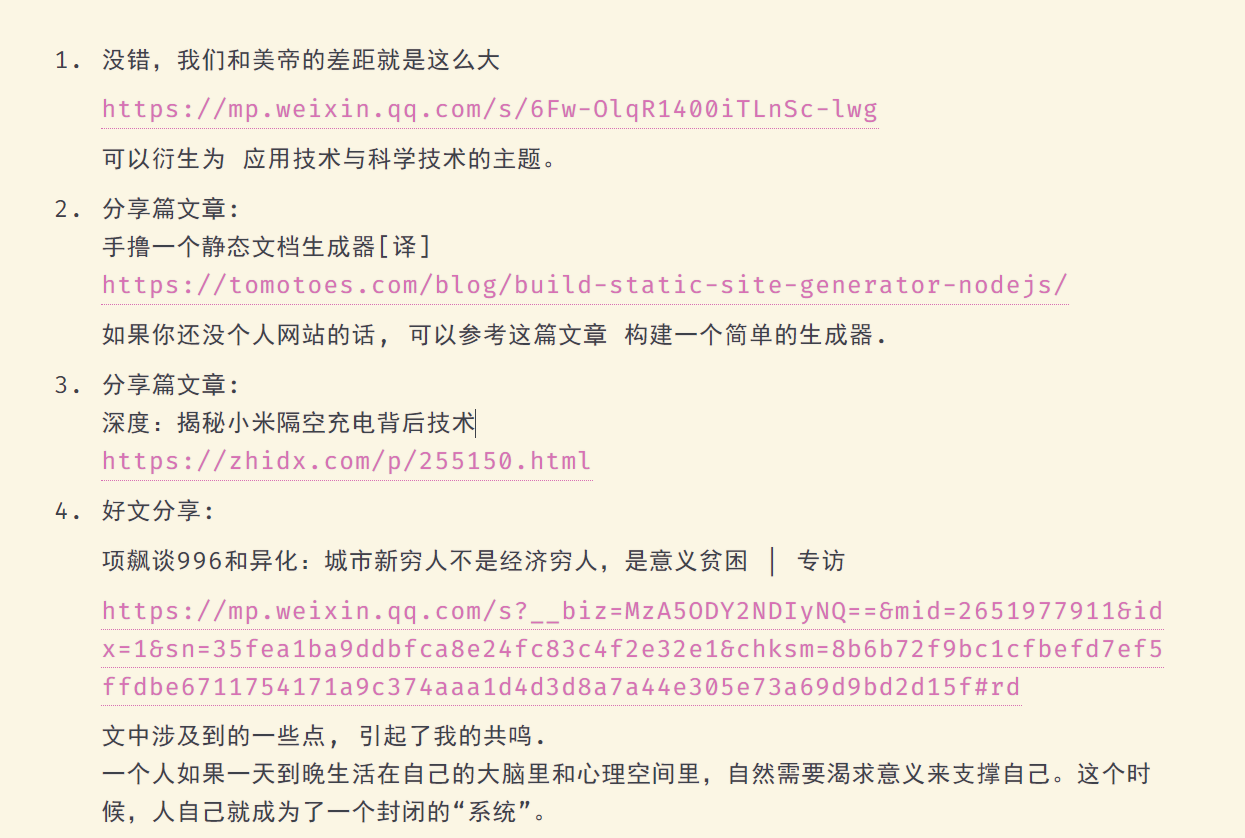 1. 没错，我们和美帝的差距就是这么大
https://mp.weixin.qq.com/s/6Fw-OlqR1400iTLnSc-lwg
可以衍生为 应用技术与科学技术的主题。
2. 分享篇文章:
手撸一个静态文档生成器[译]
https://tomotoes.com/blog/build-static-site-generator-nodejs/
如果你还没个人网站的话, 可以参考这篇文章 构建一个简单的生成器.
3. 分享篇文章:
深度：揭秘小米隔空充电背后技术
https://zhidx.com/p/255150.html
4. 好文分享:
项飙谈996和异化：城市新穷人不是经济穷人，是意义贫困 | 专访
https://mp.weixin.qq.com/s?__biz=MzA5ODY2NDIyNQ==&mid=2651977911&id
x=1&sn=35fea1ba9ddbfca8e24fc83c4f2e32e1&chksm=8b6b72f9bc1cfbefd7ef5
ffdbe6711754171a9c374aaa1d4d3d8a7a44e305e73a69d9bd2d15f#rd
文中涉及到的一些点, 引起了我的共鸣.
一个人如果一天到晚生活在自己的大脑里和心理空间里，自然需要渴求意义来支撑自己。这个时
候，人自己就成为了一个封闭的“系统”。